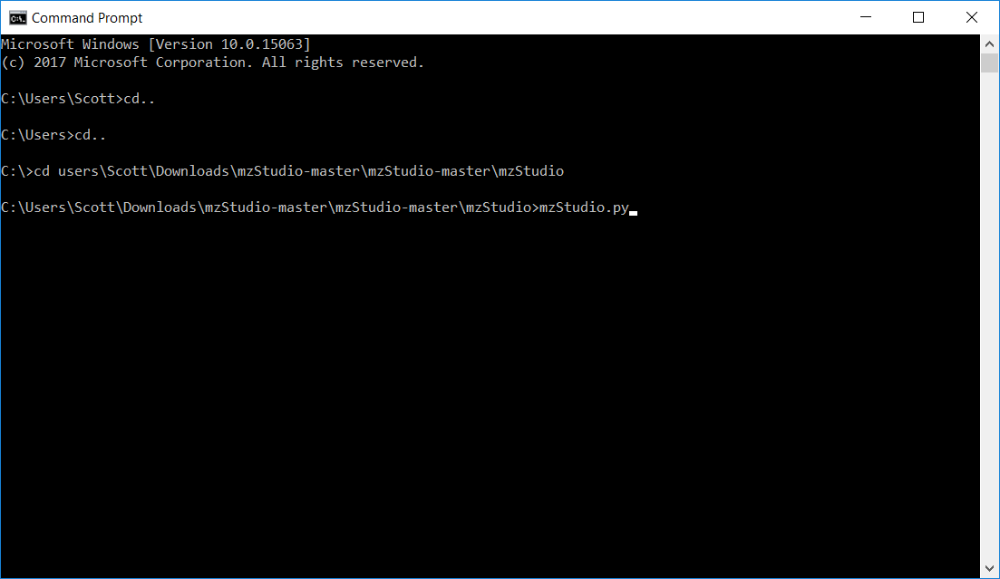 Command Prompt
Microsoft Windows [Version 10.0.15063]
(c) 2017 Microsoft Corporation. All rights reserved.
C:\Users\Scott>cd..
C:\Users>cd..
C:\>cd users\Scott\Downloads\mzStudio-master\mzStudio-master\mzStudio
C:\Users\Scott\Downloads\mzStudio-master\mzStudio-master\mzStudio>mzStudio.py